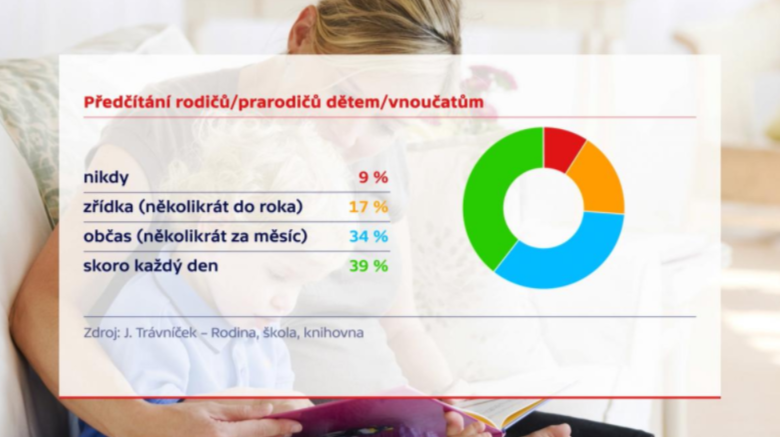 Předčítání rodičů/prarodičů dětem/vnoučatům
nikdy 9 %
zřídka (několikrát do roka) 17 %
občas (několikrát za měsíc) 34 %
skoro každý den 39 %
Zdroj: J. Trávníček – Rodina, škola, knihovna